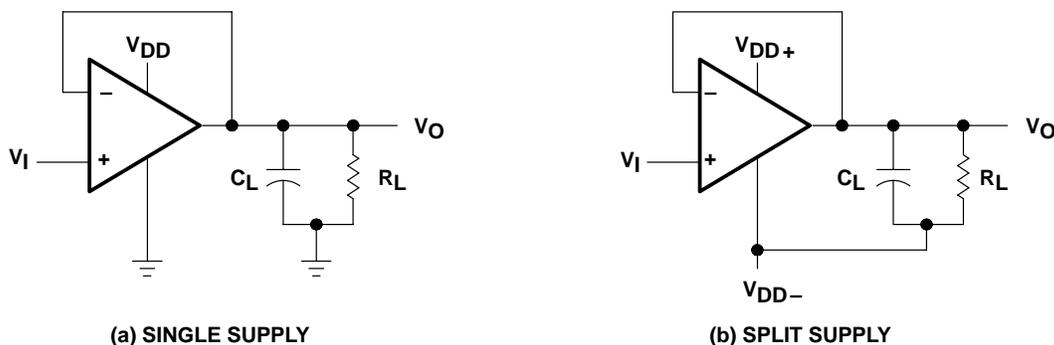 VDD
−
VI
+
VO
CL
RL
(a) SINGLE SUPPLY
VDD+
−
VI
+
VO
CL
RL
VDD−
(b) SPLIT SUPPLY